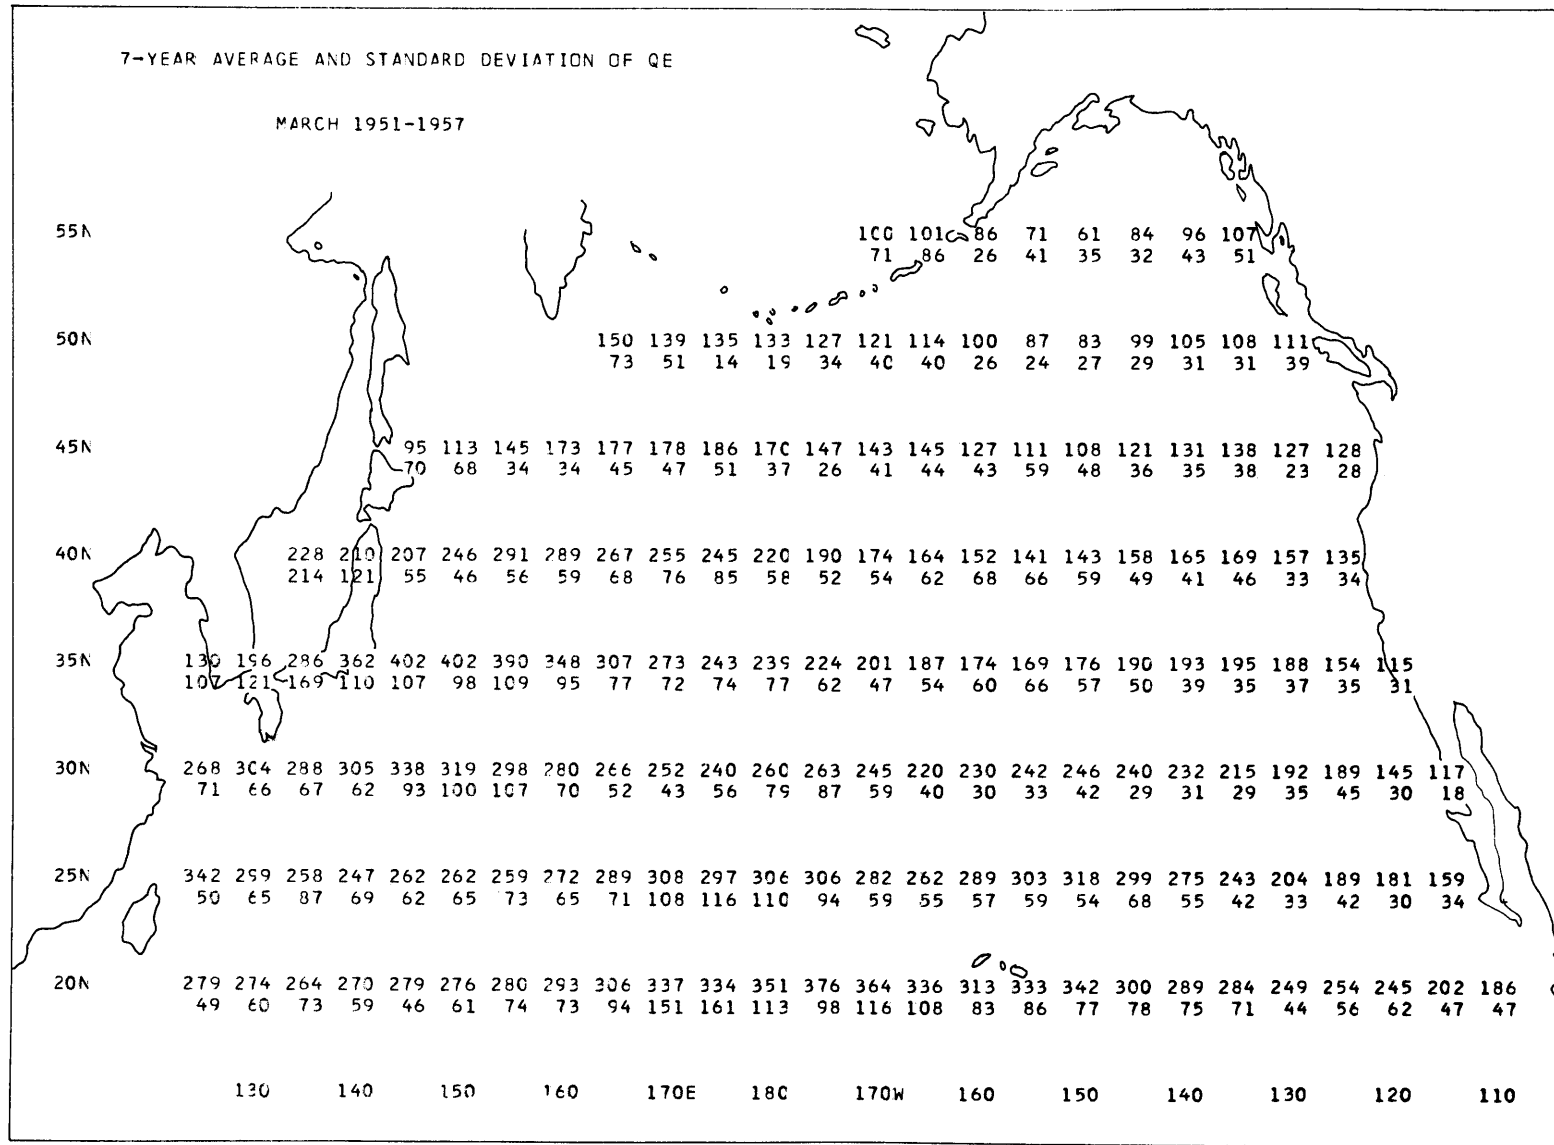 7-YEAR AVERAGE AND STANDARD DEVIATION OF QE
MARCH 1951-1957
55N 100 101 86 71 61 84 96 107
71 86 26 41 35 32 43 51
50N 150 139 135 133 127 121 114 100 87 83 99 105 108 111
73 51 14 19 34 40 40 26 24 27 29 31 31 39
45N 95 113 145 173 177 178 186 170 147 143 145 127 111 108 121 131 138 127 128
70 68 34 34 45 47 51 37 26 41 44 43 59 48 36 35 38 23 28
40N 228 210 207 246 291 289 267 255 245 220 190 174 164 152 141 143 158 165 169 157 135
214 121 55 46 56 59 68 76 85 58 52 54 62 68 66 59 49 41 46 33 34
35N 130 196 286 362 402 402 390 348 307 273 243 239 224 201 187 174 169 176 190 193 195 188 154 115
107 121 169 110 107 98 109 95 77 72 74 77 62 47 54 60 66 57 50 39 35 37 35 31
30N 268 304 288 305 338 319 298 280 266 252 240 260 263 245 220 230 242 246 240 232 215 192 189 145 117
71 66 67 62 93 100 107 70 52 43 56 79 87 59 40 30 33 42 29 31 29 35 45 30 18
25N 342 299 258 247 262 262 259 272 289 308 297 306 306 282 262 289 303 318 299 275 243 204 189 181 159
50 65 87 69 62 65 73 65 71 108 116 110 94 59 55 57 59 54 68 55 42 33 42 30 34
20N 279 274 264 270 279 276 280 293 306 337 334 351 376 364 336 313 333 342 300 289 284 249 254 245 202 186
49 60 73 59 46 61 74 73 94 151 161 113 98 116 108 83 86 77 78 75 71 44 56 62 47 47
130 140 150 160 170E 180 170W 160 150 140 130 120 110